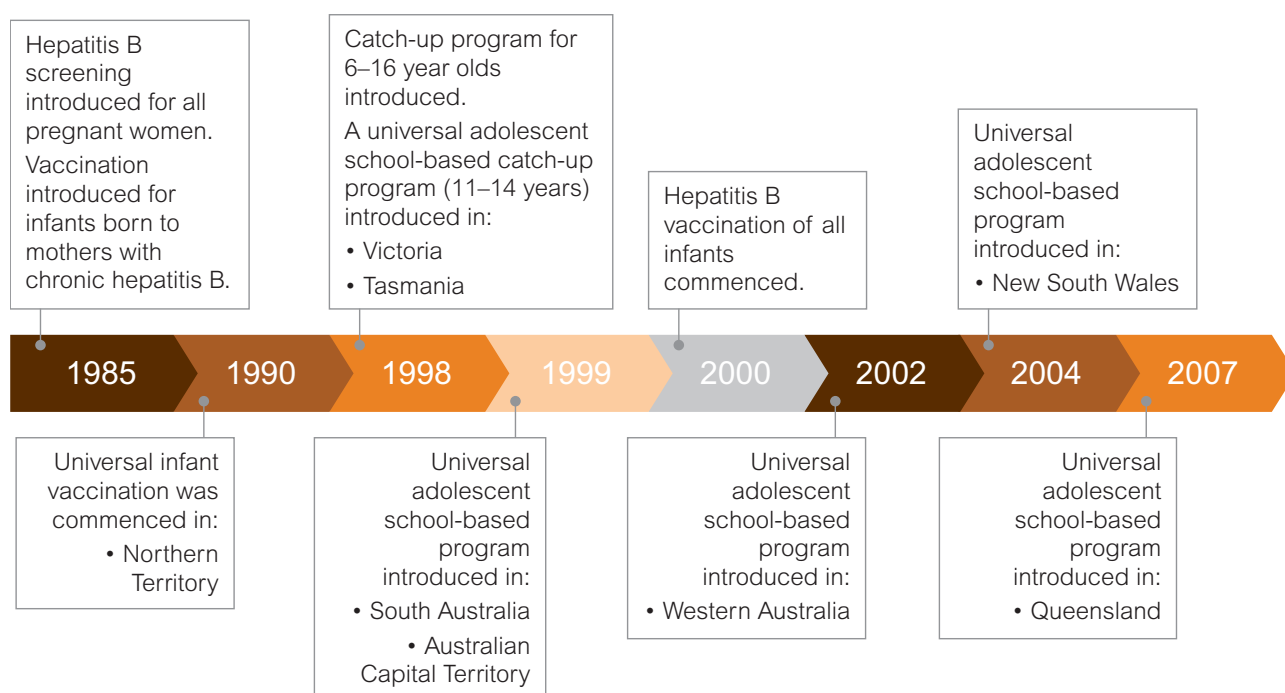 Hepatitis B
screening
introduced for all
pregnant women.
Vaccination
introduced for
infants born to
mothers with
chronic hepatitis B.
Catch-up program for
6–16 year olds
introduced.
A universal adolescent
school-based catch-up
program (11–14 years)
introduced in:
• Victoria
• Tasmania
Hepatitis B
vaccination of all
infants
commenced.
Universal
adolescent
school-based
program
introduced in:
• New South Wales
1985
1990
1998
1999
2000
2002
2004
2007
Universal infant
vaccination was
commenced in:
• Northern
Territory
Universal
adolescent
school-based
program
introduced in:
• South Australia
• Australian
Capital Territory
Universal
adolescent
school-based
program
introduced in:
• Western Australia
Universal
adolescent
school-based
program
introduced in:
• Queensland